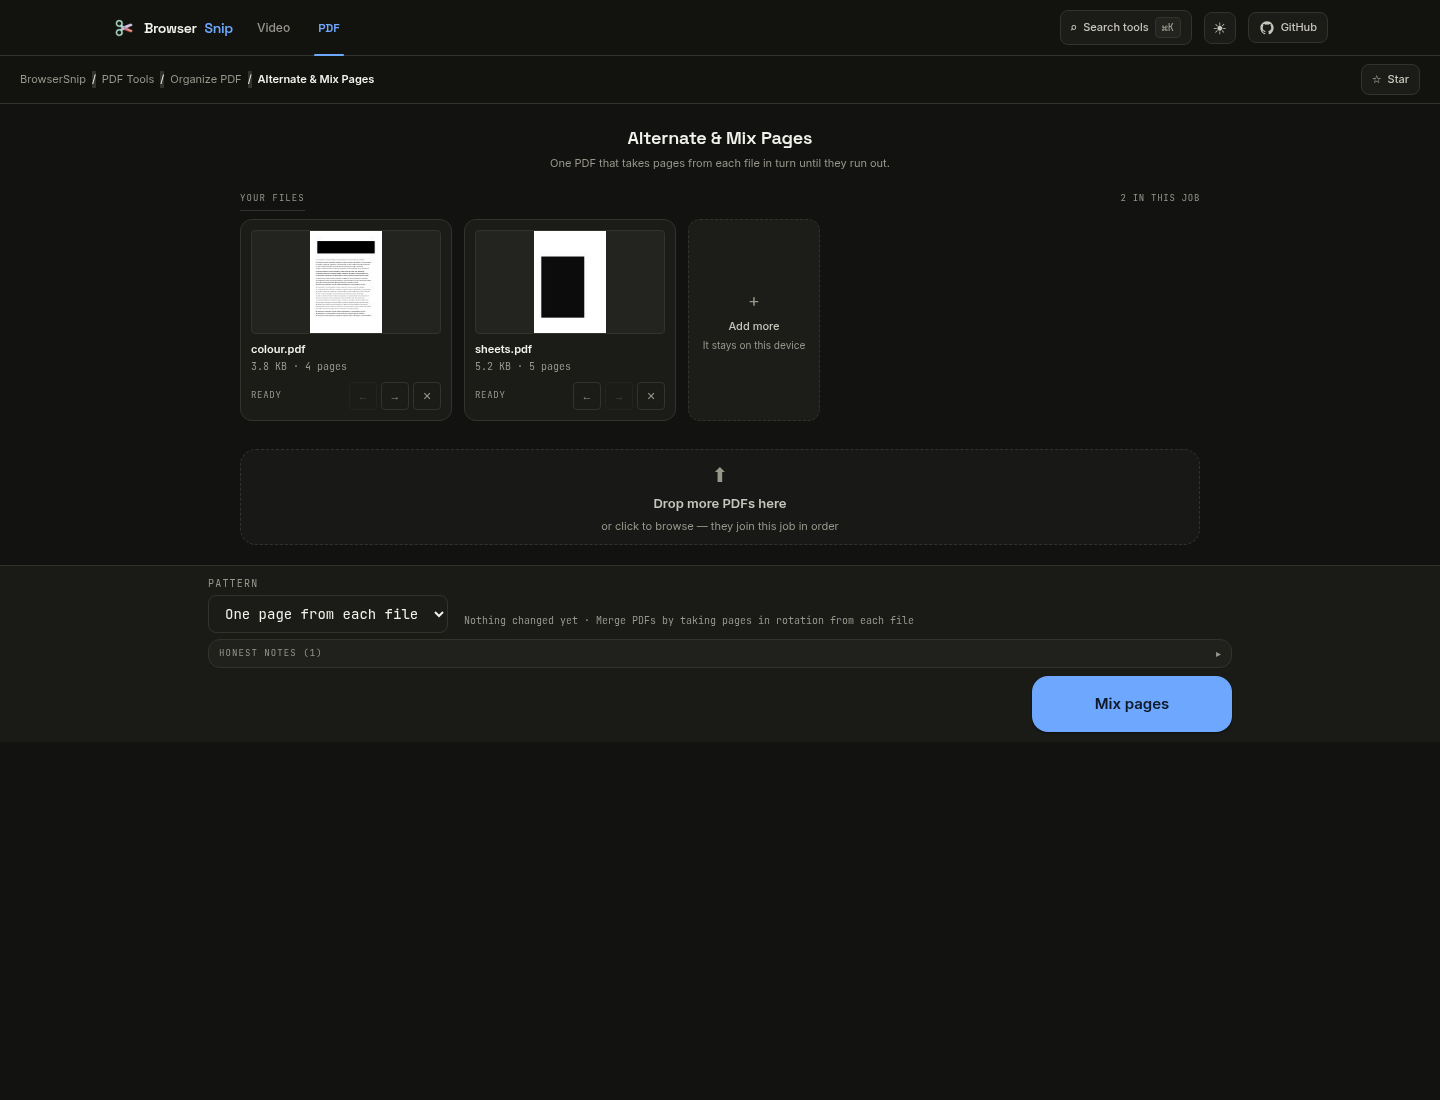 Browser Snip Video PDF Search tools ⌘K GitHub
BrowserSnip / PDF Tools / Organize PDF / Alternate & Mix Pages ☆ Star
Alternate & Mix Pages
One PDF that takes pages from each file in turn until they run out.
YOUR FILES 2 IN THIS JOB
colour.pdf
3.8 KB · 4 pages
READY ← → ✕
sheets.pdf
5.2 KB · 5 pages
READY ← → ✕
+
Add more
It stays on this device
Drop more PDFs here
or click to browse — they join this job in order
PATTERN
One page from each file
Nothing changed yet · Merge PDFs by taking pages in rotation from each file
HONEST NOTES (1)
Mix pages